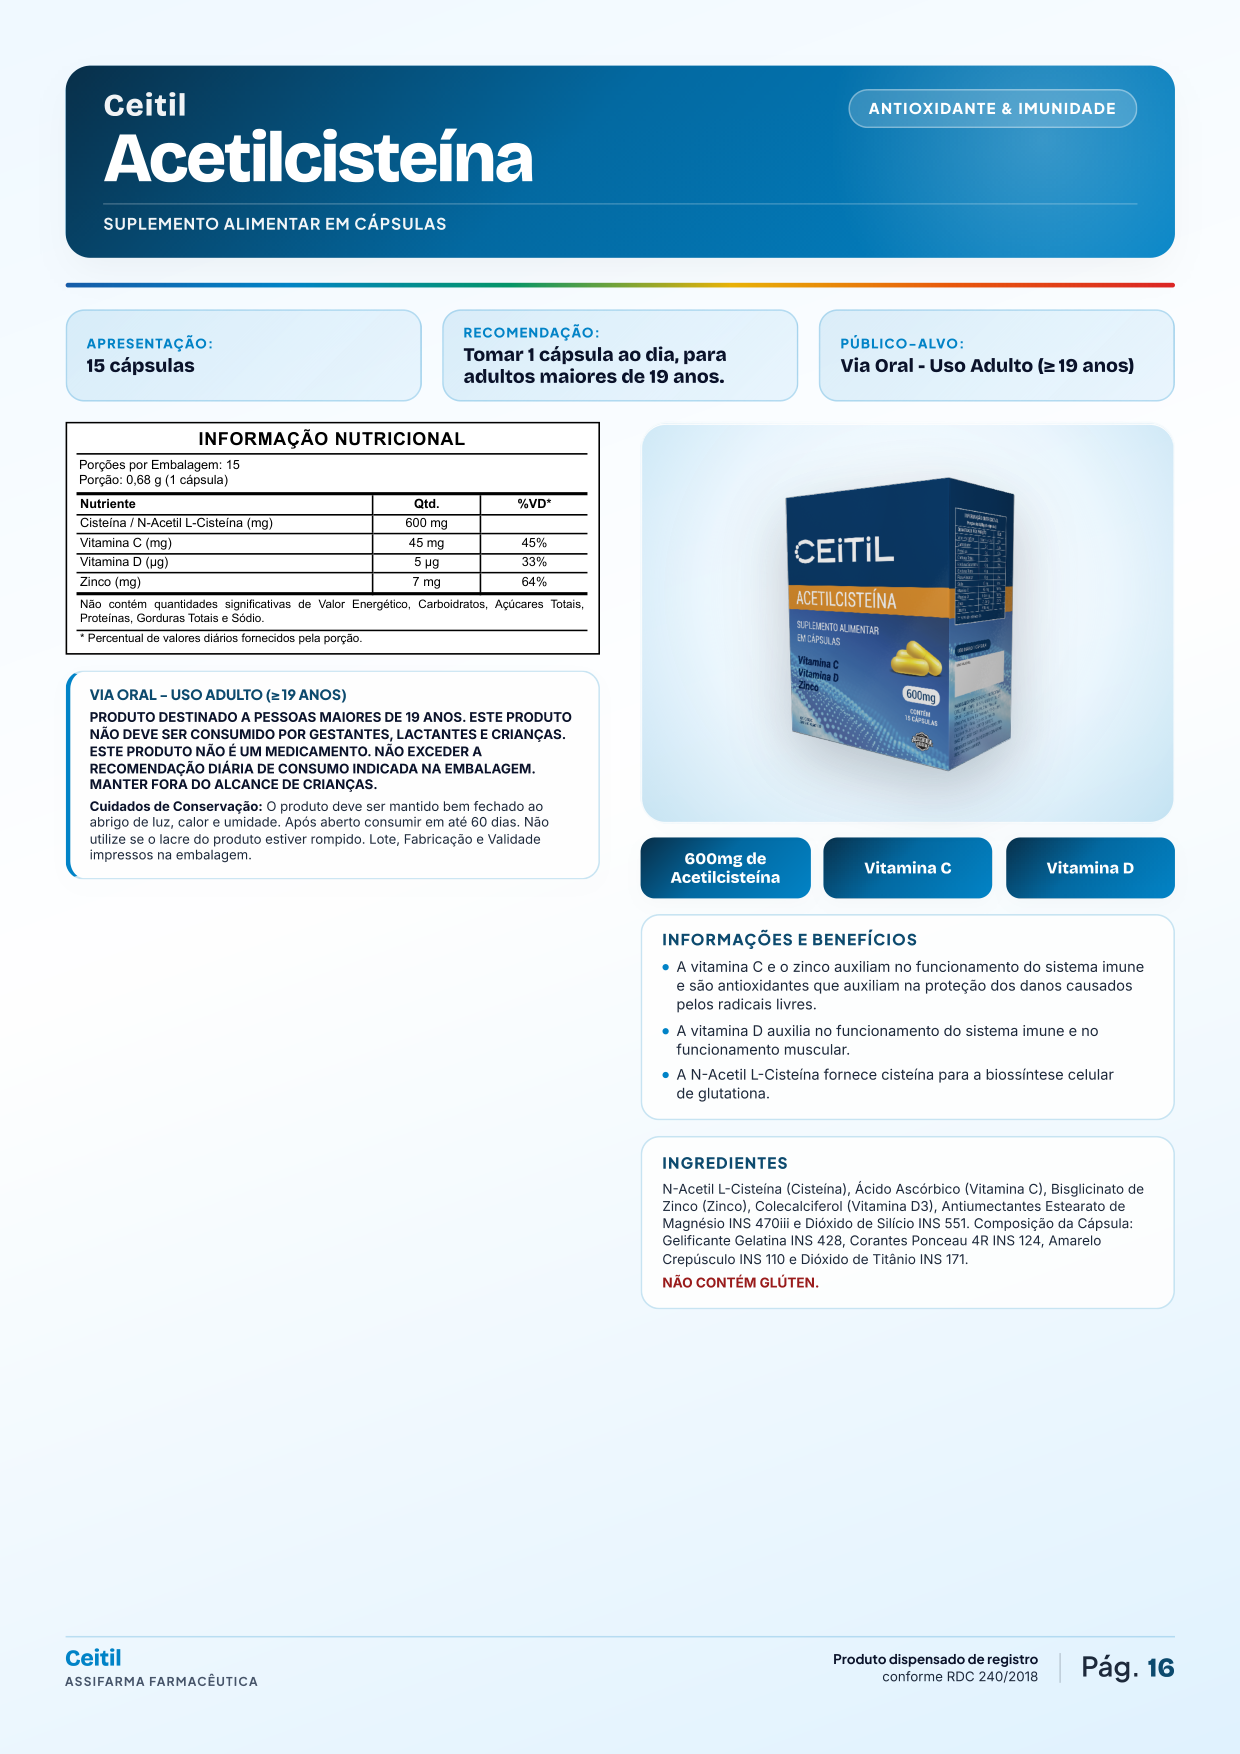 Ceitil
ANTIOXIDANTE & IMUNIDADE
Acetilcisteína
SUPLEMENTO ALIMENTAR EM CÁPSULAS
APRESENTAÇÃO:
15 cápsulas
RECOMENDAÇÃO:
Tomar 1 cápsula ao dia, para
adultos maiores de 19 anos.
PÚBLICO-ALVO:
Via Oral - Uso Adulto (≥ 19 anos)
INFORMAÇÃO NUTRICIONAL
Porções por Embalagem: 15
Porção: 0,68 g (1 cápsula)
Nutriente Qtd. %VD*
Cisteína / N-Acetil L-Cisteína (mg) 600 mg
Vitamina C (mg) 45 mg 45%
Vitamina D (µg) 5 µg 33%
Zinco (mg) 7 mg 64%
Não contém quantidades significativas de Valor Energético, Carboidratos, Açúcares Totais,
Proteínas, Gorduras Totais e Sódio.
* Percentual de valores diários fornecidos pela porção.
VIA ORAL – USO ADULTO (≥ 19 ANOS)
PRODUTO DESTINADO A PESSOAS MAIORES DE 19 ANOS. ESTE PRODUTO
NÃO DEVE SER CONSUMIDO POR GESTANTES, LACTANTES E CRIANÇAS.
ESTE PRODUTO NÃO É UM MEDICAMENTO. NÃO EXCEDER A
RECOMENDAÇÃO DIÁRIA DE CONSUMO INDICADA NA EMBALAGEM.
MANTER FORA DO ALCANCE DE CRIANÇAS.
Cuidados de Conservação: O produto deve ser mantido bem fechado ao
abrigo de luz, calor e umidade. Após aberto consumir em até 60 dias. Não
utilize se o lacre do produto estiver rompido. Lote, Fabricação e Validade
impressos na embalagem.
CEiTiL
ACETILCISTEÍNA
SUPLEMENTO ALIMENTAR
EM CÁPSULAS
Vitamina C
Vitamina D
Zinco
600mg
CONTÉM
15 CÁPSULAS
600mg de
Acetilcisteína
Vitamina C
Vitamina D
INFORMAÇÕES E BENEFÍCIOS
• A vitamina C e o zinco auxiliam no funcionamento do sistema imune
e são antioxidantes que auxiliam na proteção dos danos causados
pelos radicais livres.
• A vitamina D auxilia no funcionamento do sistema imune e no
funcionamento muscular.
• A N-Acetil L-Cisteína fornece cisteína para a biossíntese celular
de glutationa.
INGREDIENTES
N-Acetil L-Cisteína (Cisteína), Ácido Ascórbico (Vitamina C), Bisglicinato de
Zinco (Zinco), Colecalciferol (Vitamina D3), Antiumectantes Estearato de
Magnésio INS 470iii e Dióxido de Silício INS 551. Composição da Cápsula:
Gelificante Gelatina INS 428, Corantes Ponceau 4R INS 124, Amarelo
Crepúsculo INS 110 e Dióxido de Titânio INS 171.
NÃO CONTÉM GLÚTEN.
Ceitil
ASSIFARMA FARMACÊUTICA
Produto dispensado de registro
conforme RDC 240/2018
Pág. 16